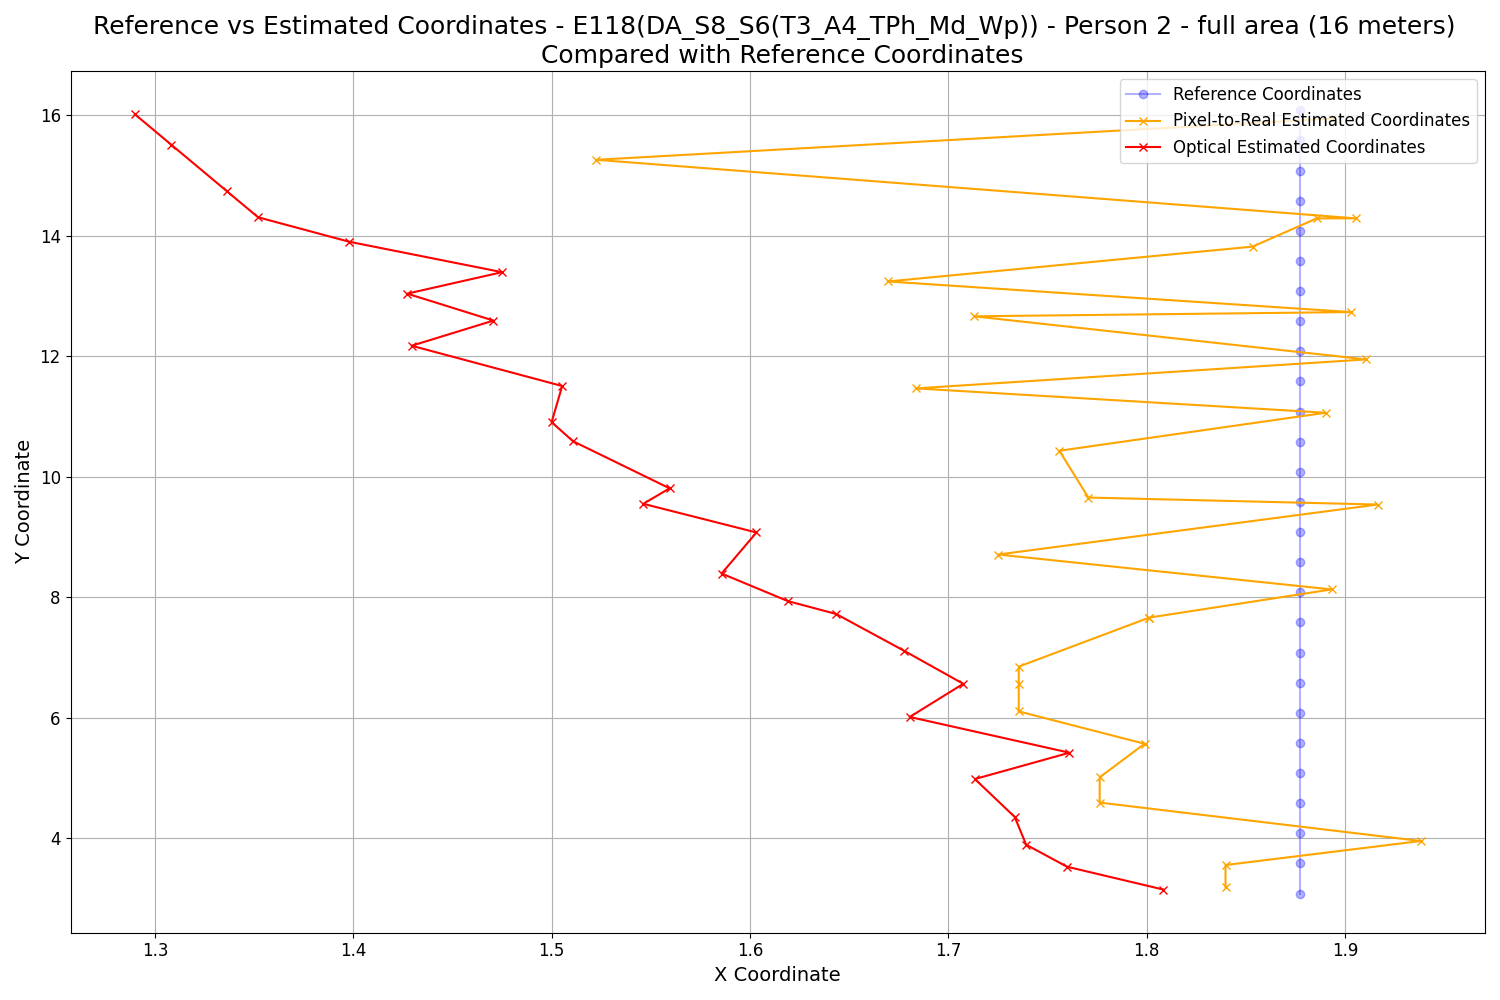 Reference vs Estimated Coordinates - E118(DA_S8_S6(T3_A4_TPh_Md_Wp)) - Person 2 - full area (16 meters)
Compared with Reference Coordinates
Reference Coordinates
Pixel-to-Real Estimated Coordinates
Optical Estimated Coordinates
Y Coordinate
16
14
12
10
8
6
4
1.3 1.4 1.5 1.6 1.7 1.8 1.9
X Coordinate